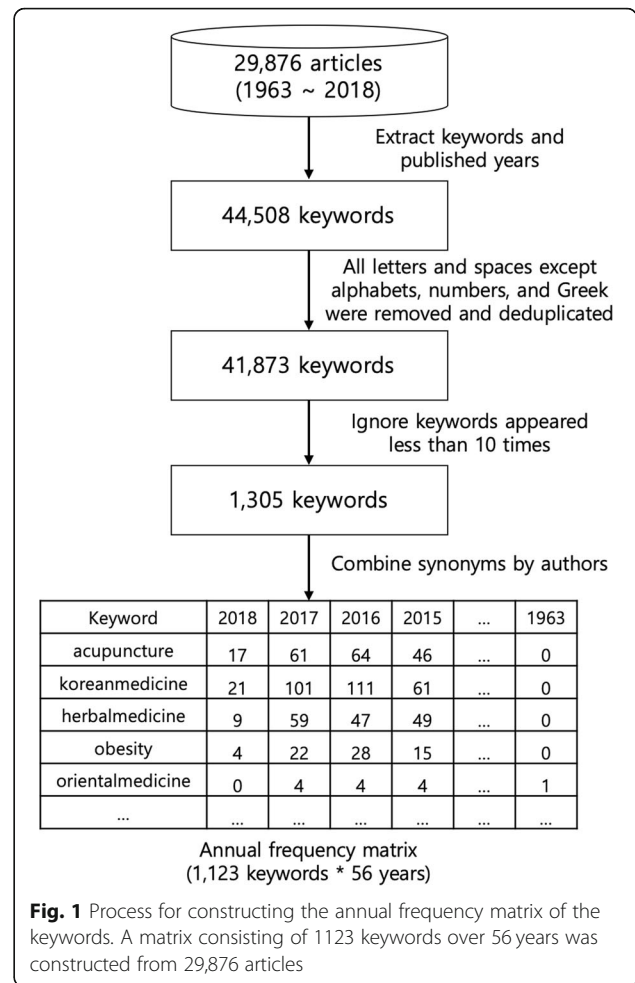 29,876 articles
(1963 ~ 2018)
Extract keywords and
published years
44,508 keywords
All letters and spaces except
alphabets, numbers, and Greek
were removed and deduplicated
41,873 keywords
Ignore keywords appeared
less than 10 times
1,305 keywords
Combine synonyms by authors
Keyword 2018 2017 2016 2015 ... 1963
acupuncture 17 61 64 46 ... 0
koreanmedicine 21 101 111 61 ... 0
herbalmedicine 9 59 47 49 ... 0
obesity 4 22 28 15 ... 0
orientalmedicine 0 4 4 4 ... 1
... ... ... ... ... ... ...
Annual frequency matrix
(1,123 keywords * 56 years)
Fig. 1 Process for constructing the annual frequency matrix of the
keywords. A matrix consisting of 1123 keywords over 56 years was
constructed from 29,876 articles